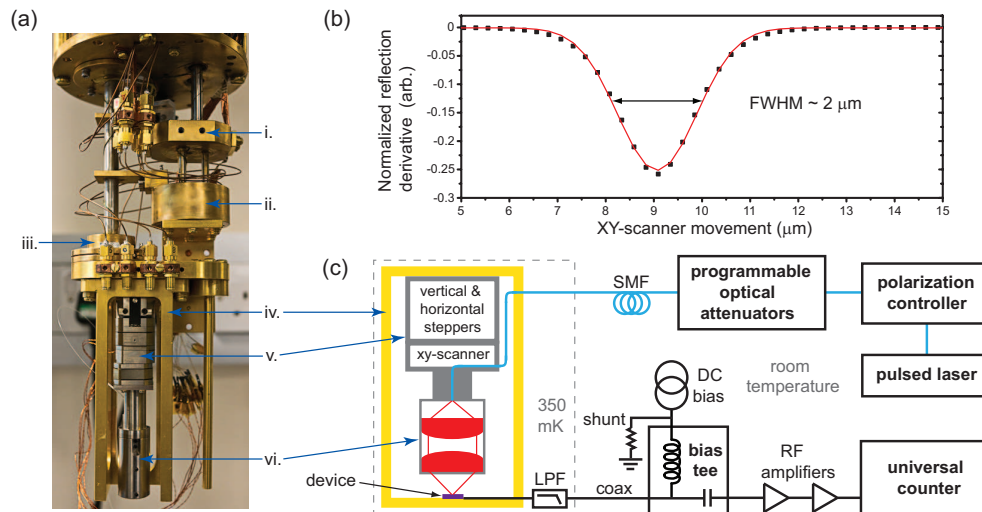 (a)
i.
ii.
iii.
iv.
v.
vi.
(b)
Normalized reflection
derivative (arb.)
0
-0.05
-0.1
-0.15
-0.2
-0.25
-0.3
FWHM ~ 2 μm
5 6 7 8 9 10 11 12 13 14 15
XY-scanner movement (μm)
(c)
vertical &
horizontal
steppers
xy-scanner
350
mK
device
LPF
coax
SMF
programmable
optical
attenuators
polarization
controller
pulsed laser
room
temperature
DC
bias
shunt
bias
tee
RF
amplifiers
universal
counter